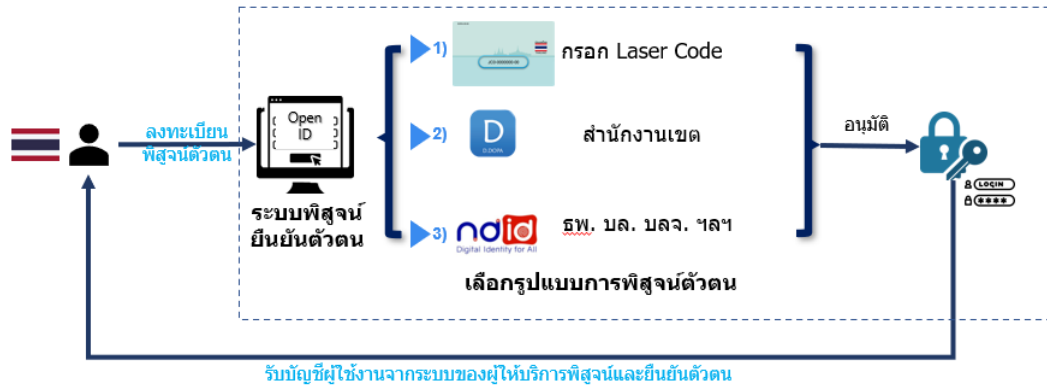 1)
กรอก Laser Code
Open
ID
ลงทะเบียน
พิสูจน์ตัวตน
2)
D
D.DOPA
สำนักงานเขต
อนุมัติ
LOGIN
****
ระบบพิสูจน์
ยืนยันตัวตน
3)
ndid
Digital Identity for All
ธพ. บล. บลจ. ฯลฯ
เลือกรูปแบบการพิสูจน์ตัวตน
รับบัญชีผู้ใช้งานจากระบบของผู้ให้บริการพิสูจน์และยืนยันตัวตน